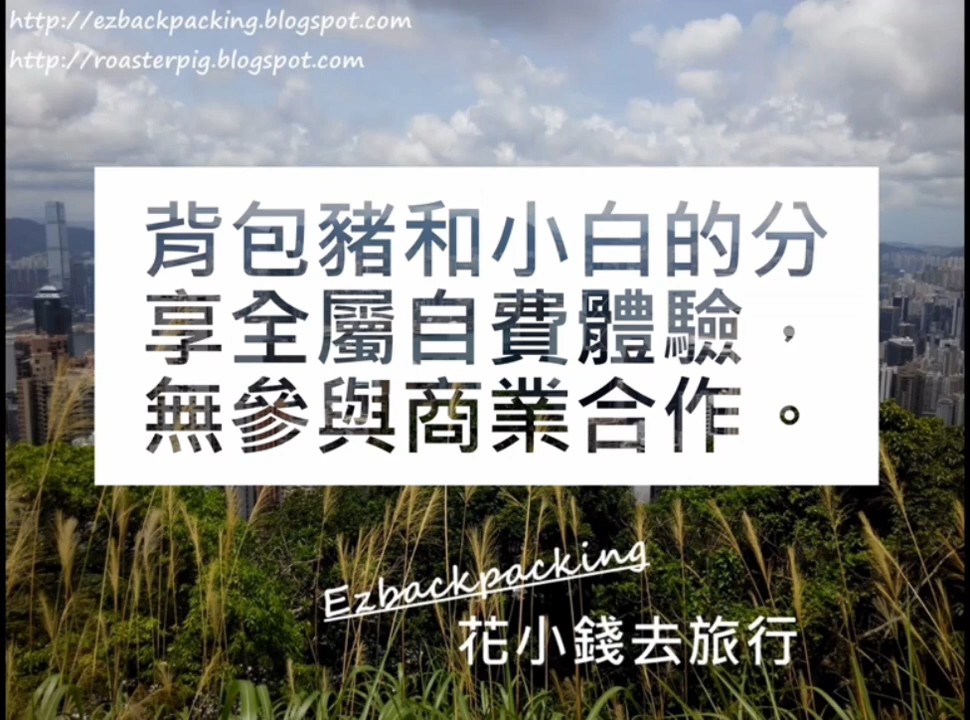 http://ezbackpacking.blogspot.com
http://roasterpig.blogspot.com
背包豬和小白的分
享全屬自費體驗，
無參與商業合作。
Ezbackpacking
花小錢去旅行